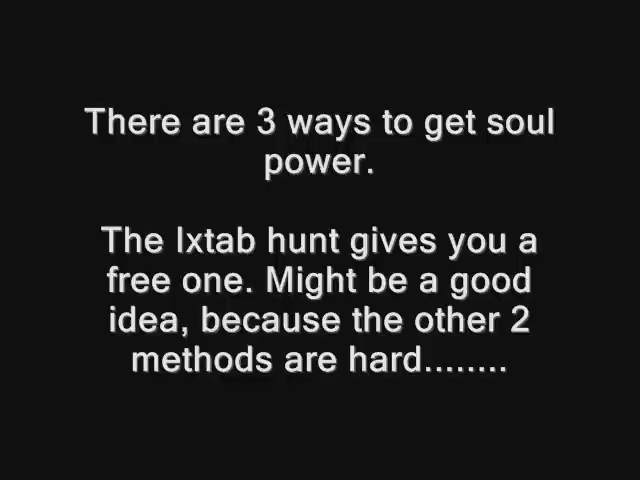 There are 3 ways to get soul
power.
The Ixtab hunt gives you a
free one. Might be a good
idea, because the other 2
methods are hard........